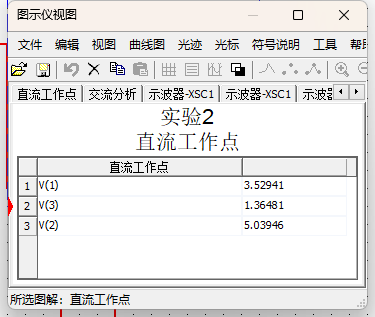 图示仪视图
文件 编辑 视图 曲线图 光迹 光标 符号说明 工具 帮
直流工作点 交流分析 示波器-XSC1 示波器-XSC1 示波
实验2
直流工作点
直流工作点
1 V(1) 3.52941
2 V(3) 1.36481
3 V(2) 5.03946
所选图解：直流工作点